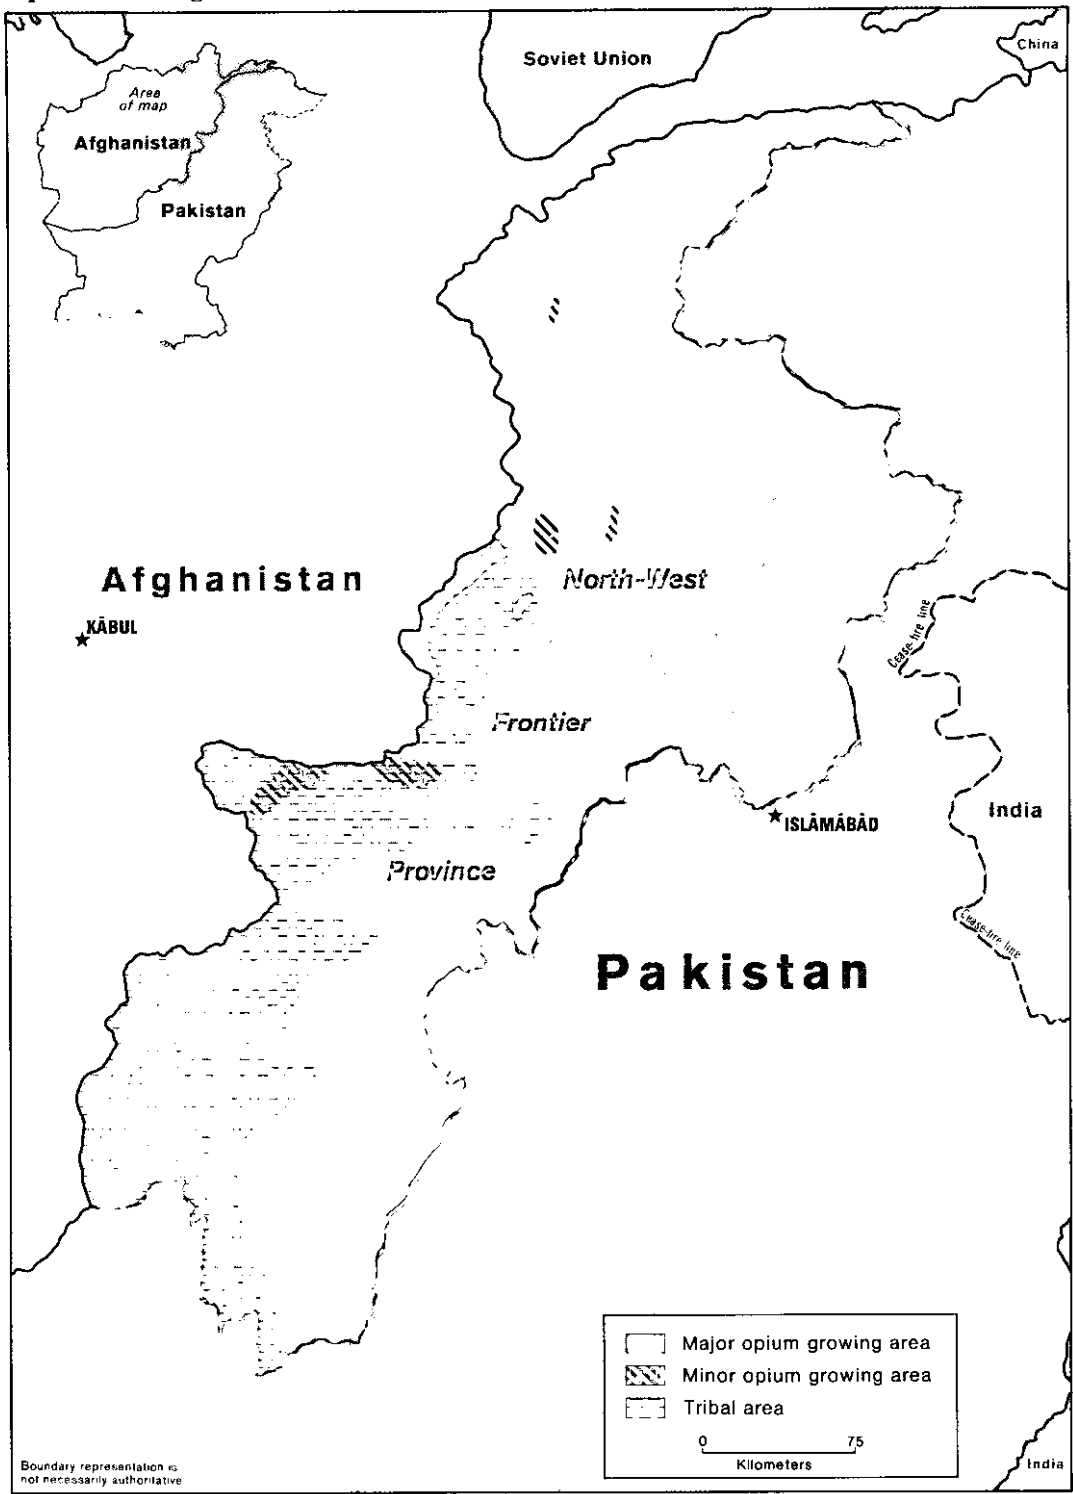 Soviet Union
China
Area
of map
Afghanistan
Pakistan
Afghanistan
KĀBUL
North-West
Frontier
Province
Cease-fire line
India
ISLĀMĀBĀD
Cease-fire line
Pakistan
Major opium growing area
Minor opium growing area
Tribal area
0 75
Kilometers
Boundary representation is
not necessarily authoritative
India